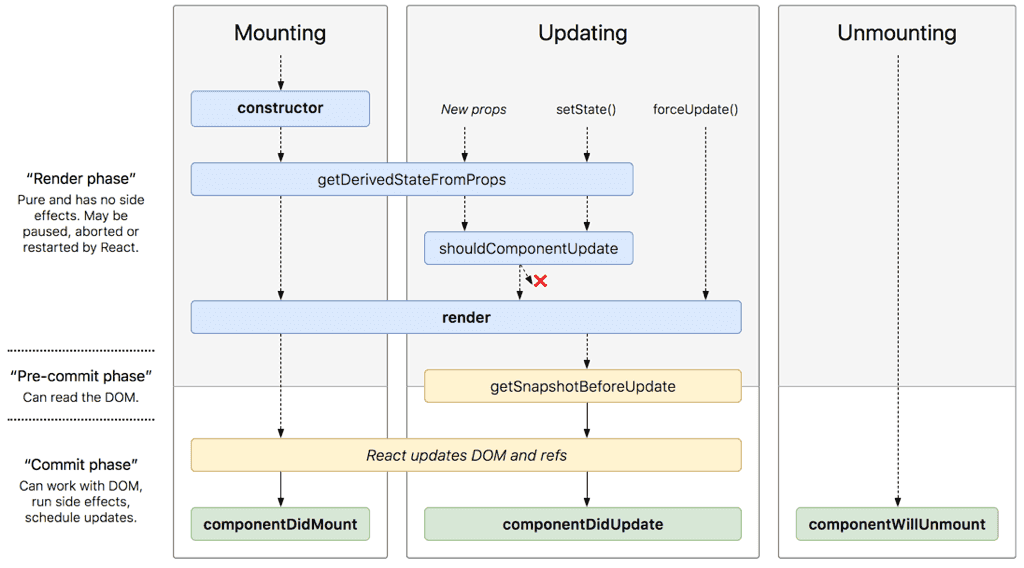 Mounting
Updating
Unmounting
constructor
New props
setState()
forceUpdate()
“Render phase”
Pure and has no side
effects. May be
paused, aborted or
restarted by React.
getDerivedStateFromProps
shouldComponentUpdate
render
“Pre-commit phase”
Can read the DOM.
getSnapshotBeforeUpdate
“Commit phase”
Can work with DOM,
run side effects,
schedule updates.
React updates DOM and refs
componentDidMount
componentDidUpdate
componentWillUnmount